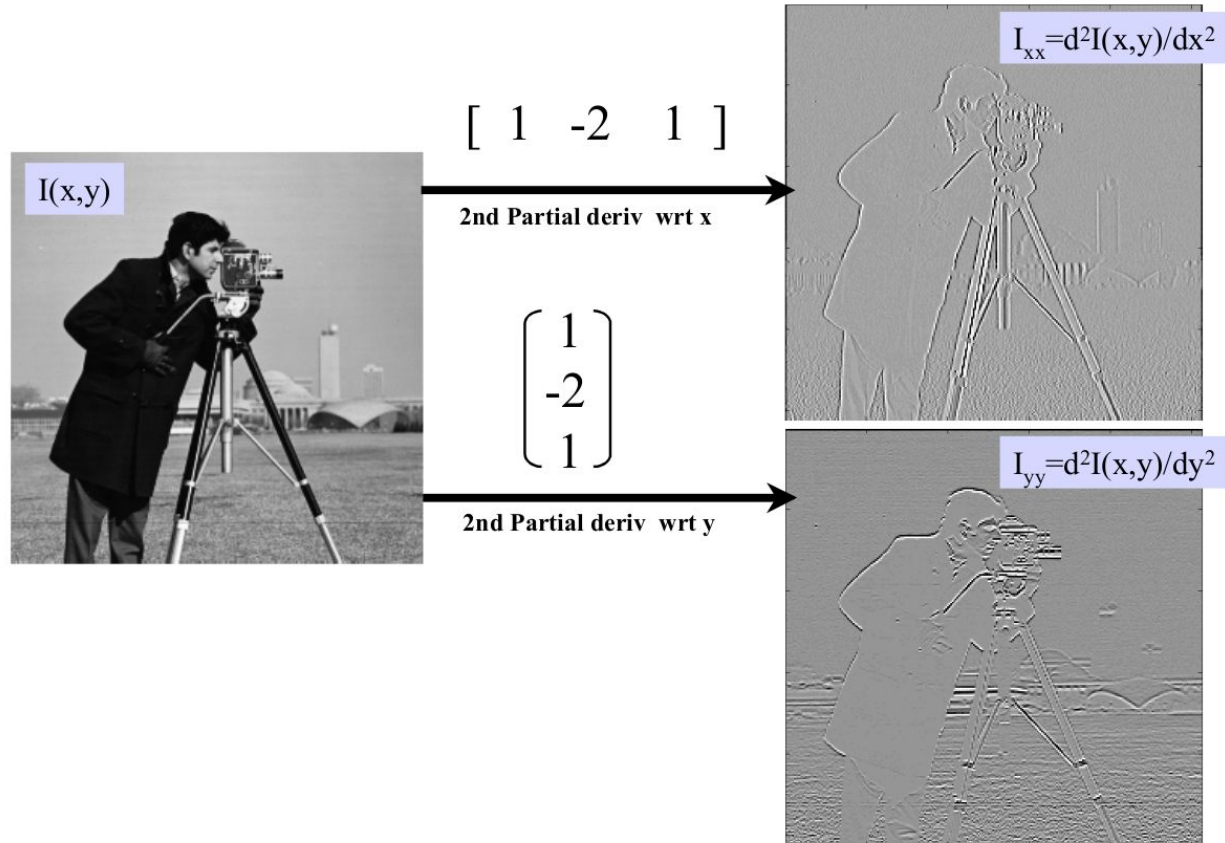 I(x,y)
[ 1 -2 1 ]
2nd Partial deriv wrt x
I_xx=d²I(x,y)/dx²
1
-2
1
2nd Partial deriv wrt y
I_yy=d²I(x,y)/dy²